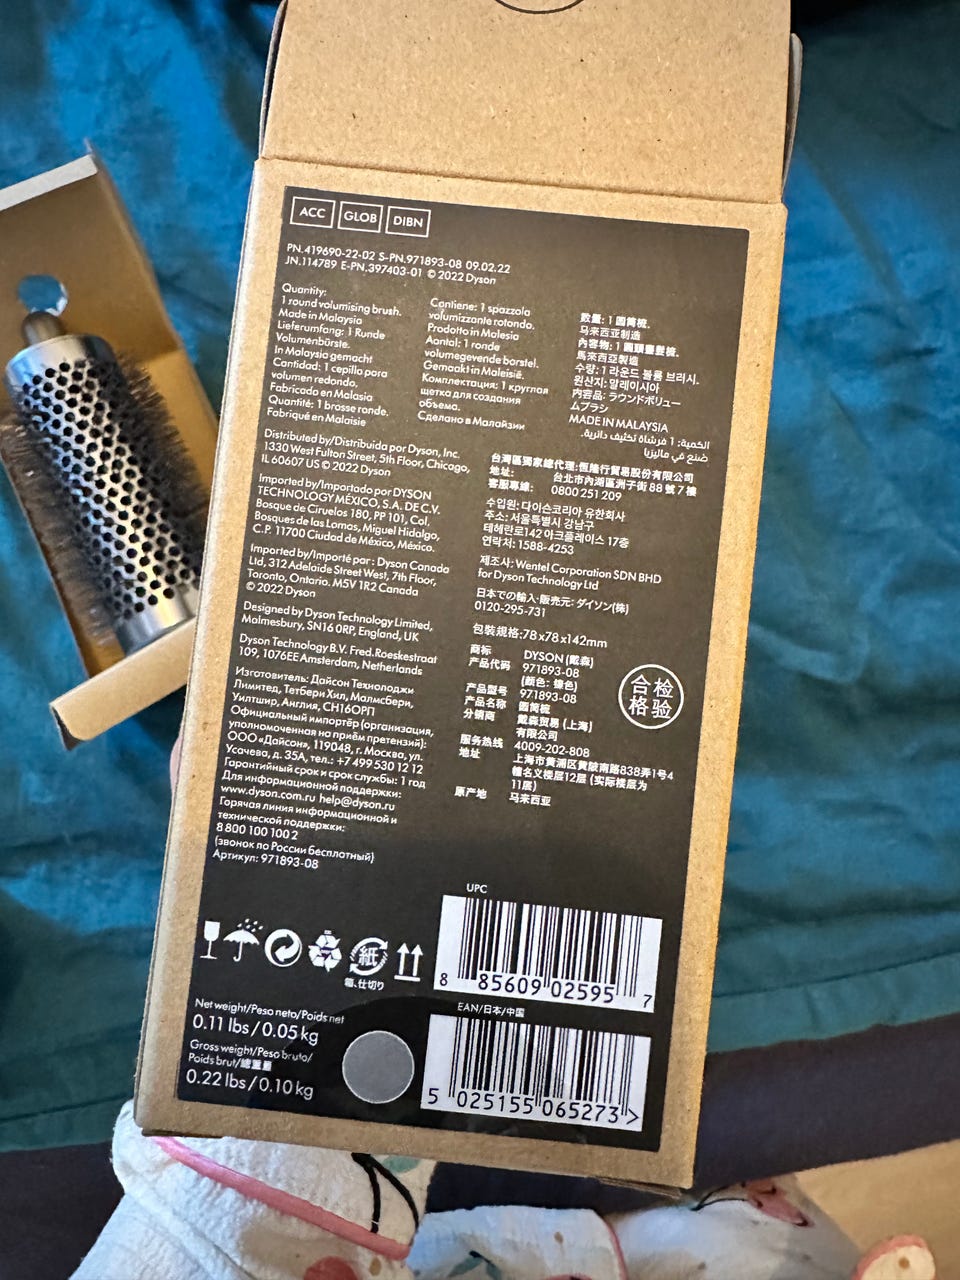 ACC GLOB DIBN
PN.419690-22-02 S-PN.971893-08 09.02.22
JN.114789 E-PN.397403-01 © 2022 Dyson
Quantity:
1 round volumising brush.
Made in Malaysia
Lieferumfang: 1 Runde
Volumenbürste.
In Malaysia gemacht
Cantidad: 1 cepillo para
volumen redondo.
Fabricado en Malasia
Quantité: 1 brosse ronde.
Fabriqué en Malaisie
Contiene: 1 spazzola
volumizzante rotondo.
Prodotto in Malesia
Aantal: 1 ronde
volumegevende borstel.
Gemaakt in Maleisië.
Комплектация: 1 круглая
щетка для создания
объема.
Сделано в Малайзии
数量: 1 圆筒梳.
马来西亚制造
內容物: 1 圓頭豐髮梳.
馬來西亞製造
수량: 1 라운드 볼륨 브러시.
원산지: 말레이시아
内容品: ラウンドボリュー
ムブラシ
MADE IN MALAYSIA
الكمية: 1 فرشاة تكثيف دائرية.
صنع في ماليزيا
Distributed by/Distribuida por Dyson, Inc.
1330 West Fulton Street, 5th Floor, Chicago,
IL 60607 US © 2022 Dyson
Imported by/Importado por DYSON
TECHNOLOGY MÉXICO, S.A. DE C.V.
Bosque de Ciruelos 180, PP 101, Col.
Bosques de las Lomas, Miguel Hidalgo,
C.P. 11700 Ciudad de México, México.
Imported by/Importé par : Dyson Canada
Ltd, 312 Adelaide Street West, 7th Floor,
Toronto, Ontario. M5V 1R2 Canada
© 2022 Dyson
Designed by Dyson Technology Limited,
Malmesbury, SN16 0RP, England, UK
Dyson Technology B.V. Fred.Roeskestraat
109, 1076EE Amsterdam, Netherlands
Изготовитель: Дайсон Технолоджи
Лимитед, Тетбери Хил, Малмсбери,
Уилтшир, Англия, СН16ОРП
Официальный импортёр (организация,
уполномоченная на приём претензий):
ООО «Дайсон», 119048, г. Москва, ул.
Усачева, д. 35А, тел.: +7 499 530 12 12
Гарантийный срок и срок службы: 1 год
Для информационной поддержки:
www.dyson.com.ru help@dyson.ru
Горячая линия информационной и
технической поддержки:
8 800 100 100 2
(звонок по России бесплатный)
Артикул: 971893-08
台灣區獨家總代理:恆隆行貿易股份有限公司
地址: 台北市內湖區洲子街 88 號 7 樓
客服專線: 0800 251 209
수입원: 다이슨코리아 유한회사
주소: 서울특별시 강남구
테헤란로142 아크플레이스 17층
연락처: 1588-4253
제조사: Wentel Corporation SDN BHD
for Dyson Technology Ltd
日本での輸入・販売元: ダイソン(株)
0120-295-731
包裝規格:78 x78 x142mm
商标 DYSON (戴森)
产品代码 971893-08
(颜色: 镍色)
产品型号 971893-08
产品名称 圆筒梳
分销商 戴森贸易 (上海)
有限公司
服务热线 4009-202-808
地址 上海市黄浦区黄陂南路838弄1号4
幢名义楼层12层 (实际楼层为
11层)
原产地 马来西亚
合检
格验
UPC
8 85609 02595 7
紙
箱、仕切り
EAN/日本/中国
5 025155 065273 >
Net weight/Peso neto/Poids net
0.11 lbs / 0.05 kg
Gross weight/Peso bruto/
Poids brut/總重量
0.22 lbs / 0.10 kg